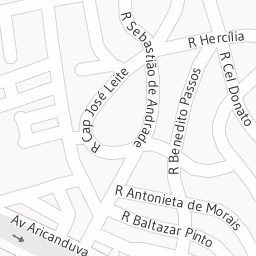 R Sebastião de Andrade
R Hercília
R Cap José Leite
R Benedito Passos
R Cel Donato
R Antonieta de Morais
R Baltazar Pinto
Av Aricanduva